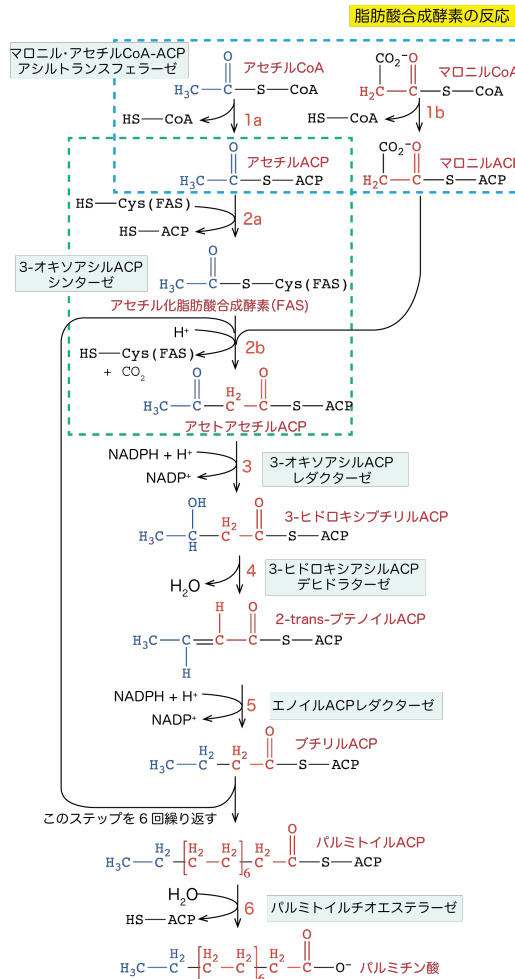 脂肪酸合成酵素の反応
マロニル・アセチルCoA-ACP
アシルトランスフェラーゼ
O
アセチルCoA
H₃C C S CoA
CO₂⁻ O
マロニルCoA
H₂C C S CoA
HS CoA
1a
HS CoA
1b
O
アセチルACP
H₃C C S ACP
CO₂⁻ O
マロニルACP
H₂C C S ACP
HS Cys(FAS)
2a
HS ACP
3-オキソアシルACP
シンターゼ
O
H₃C C S Cys(FAS)
アセチル化脂肪酸合成酵素(FAS)
H⁺
2b
HS Cys(FAS)
+ CO₂
O H₂ O
H₃C C C C S ACP
アセトアセチルACP
NADPH + H⁺
3
NADP⁺
3-オキソアシルACP
レダクターゼ
OH H₂ O
3-ヒドロキシブチリルACP
H₃C C C C S ACP
H
4
H₂O
3-ヒドロキシアシルACP
デヒドラターゼ
H O
2-trans-ブテノイルACP
H₃C C C C S ACP
H
NADPH + H⁺
5
NADP⁺
エノイルACPレダクターゼ
O
ブチリルACP
H₂ H₂
H₃C C C C S ACP
このステップを6回繰り返す
O
パルミトイルACP
H₂ H₂ H₂ H₂
H₃C C C C C C S ACP
6
H₂O
6
HS ACP
パルミトイルチオエステラーゼ
O
H₂ H₂ H₂ H₂
H₃C C C C C C O⁻
パルミチン酸
6